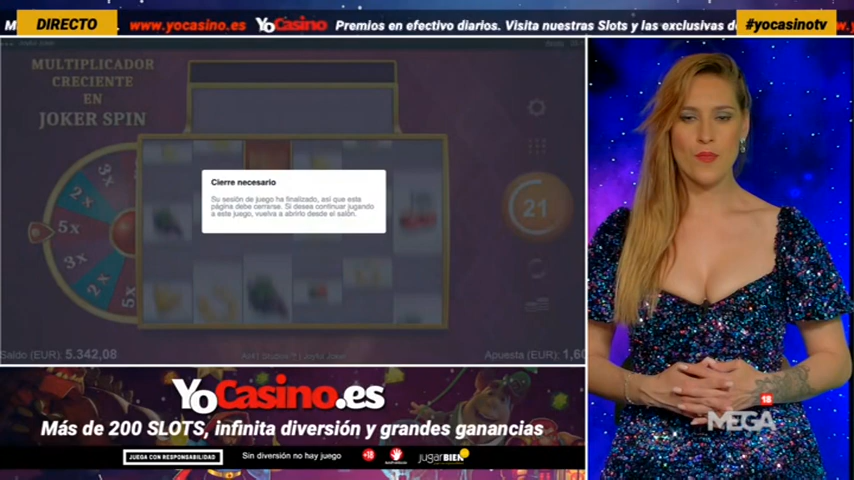 DIRECTO
www.yocasino.es YoCasino Premios en efectivo diarios. Visita nuestras Slots y las exclusivas
#yocasinotv
MULTIPLICADOR
CRECIENTE
EN
JOKER SPIN
2x
3x
5x
3x
2x
5x
Cierre necesario
Su sesión de juego ha finalizado, así que esta
página debe cerrarse. Si desea continuar jugando
a este juego, vuelva a abrirlo desde el salón.
21
Saldo (EUR): 5.342,08
Apuesta (EUR): 1,60
YoCasino.es
Más de 200 SLOTS, infinita diversión y grandes ganancias
JUEGA CON RESPONSABILIDAD
Sin diversión no hay juego
+18
jugarBIEN
18
MEGA